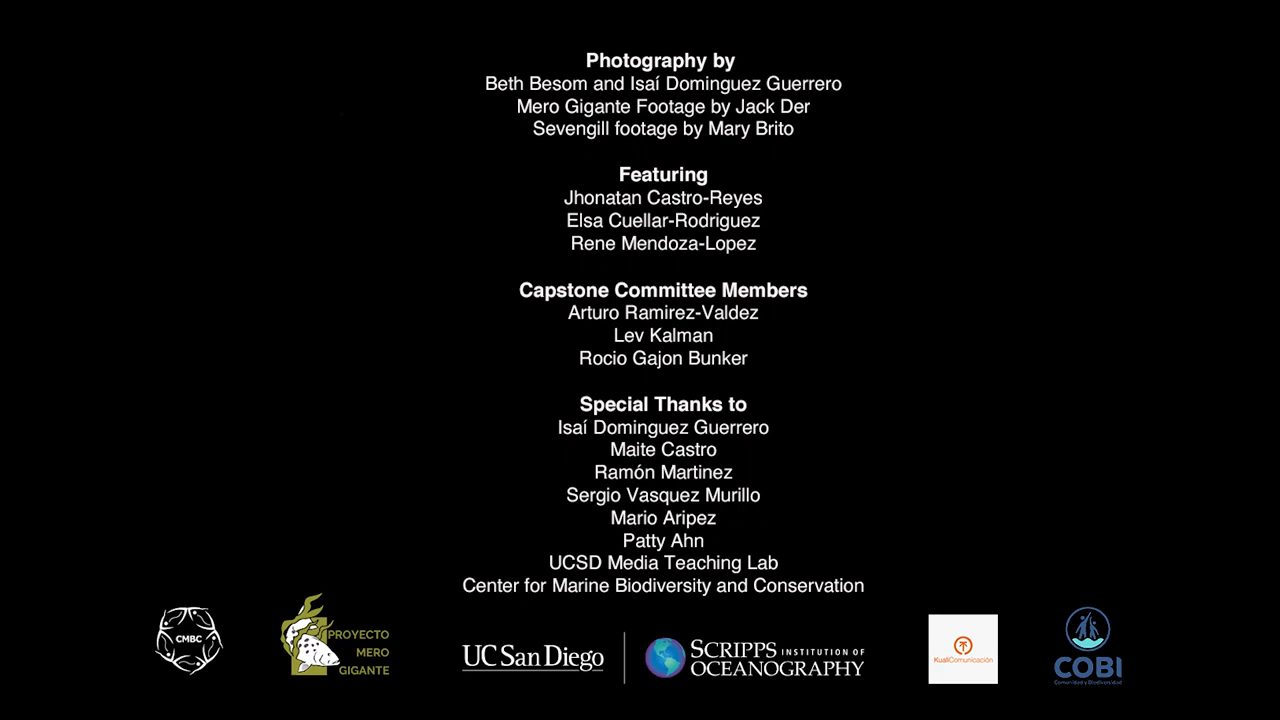 Photography by
Beth Besom and Isaí Dominguez Guerrero
Mero Gigante Footage by Jack Der
Sevengill footage by Mary Brito
Featuring
Jhonatan Castro-Reyes
Elsa Cuellar-Rodriguez
Rene Mendoza-Lopez
Capstone Committee Members
Arturo Ramirez-Valdez
Lev Kalman
Rocio Gajon Bunker
Special Thanks to
Isaí Dominguez Guerrero
Maite Castro
Ramón Martinez
Sergio Vasquez Murillo
Mario Aripez
Patty Ahn
UCSD Media Teaching Lab
Center for Marine Biodiversity and Conservation
CMBC
PROYECTO
MERO
GIGANTE
UC San Diego
SCRIPPS INSTITUTION OF
OCEANOGRAPHY
KualiComunicación
COBI
Comunidad y Biodiversidad